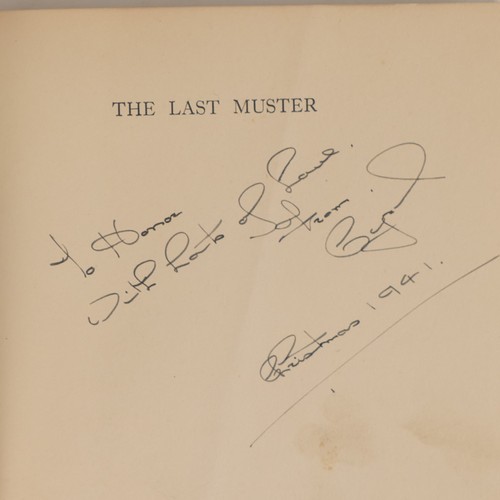 THE LAST MUSTER
To Honor
With Lots of Love.
from
Christmas 1941.